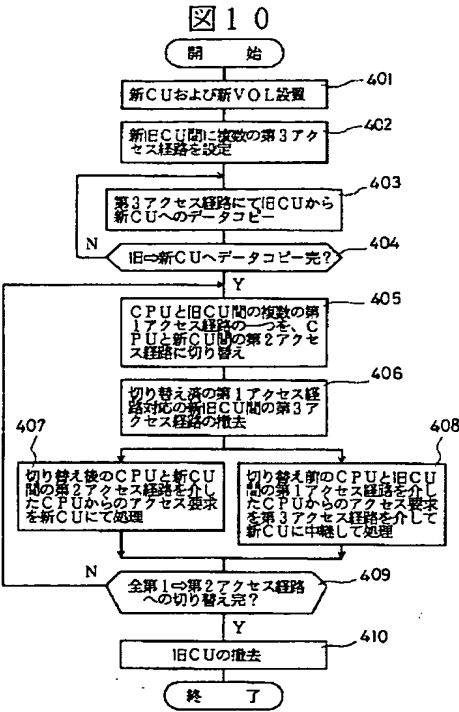 図10
開 始
401
新CUおよび新VOL設置
402
新旧CU間に複数の第3アク
セス経路を設定
403
第3アクセス経路にて旧CUから
新CUへのデータコピー
N
404
旧⇨新CUへデータコピー完?
Y
405
CPUと旧CU間の複数の第
1アクセス経路の一つを、C
PUと新CU間の第2アクセ
ス経路に切り替え
406
切り替え済の第1アクセス経
路対応の新旧CU間の第3ア
クセス経路の撤去
407
切り替え後のCPUと新CU
間の第2アクセス経路を介し
たCPUからのアクセス要求
を新CUにて処理
408
切り替え前のCPUと旧CU
間の第1アクセス経路を介し
たCPUからのアクセス要求
を第3アクセス経路を介して
新CUに中継して処理
N
409
全第1⇨第2アクセス経路
への切り替え完?
Y
410
旧CUの撤去
終 了